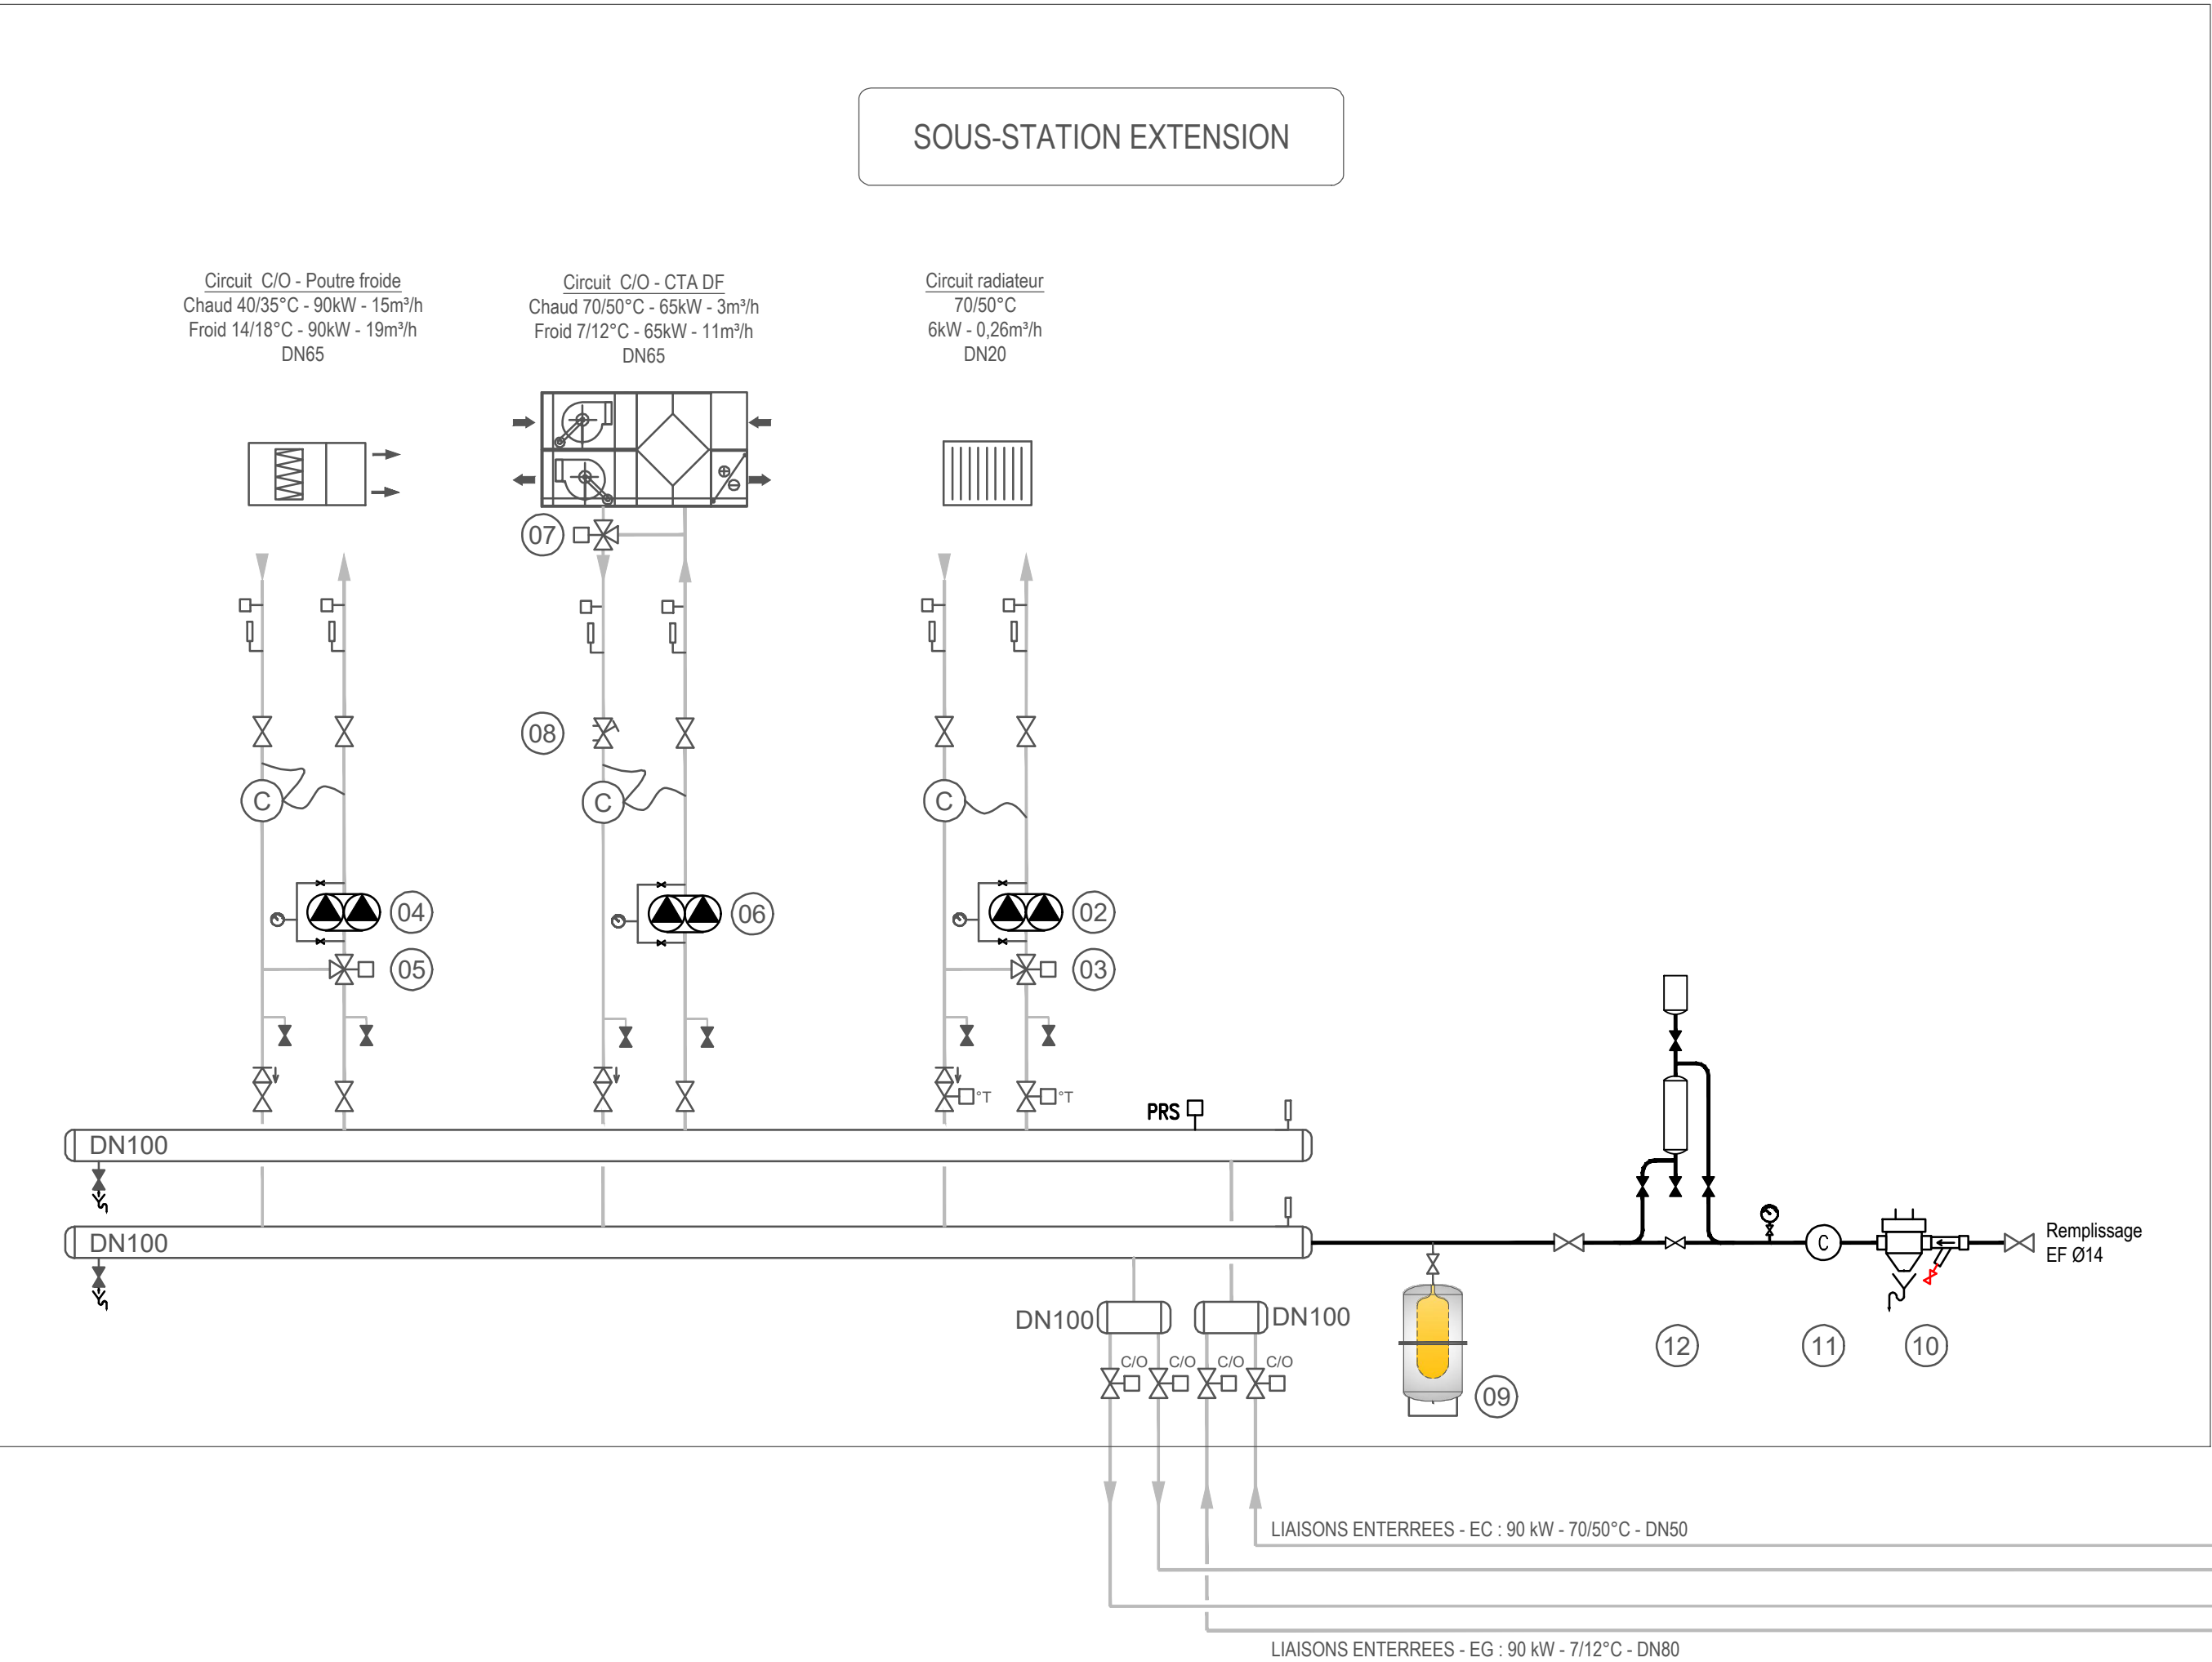 SOUS-STATION EXTENSION
Circuit C/O - Poutre froide
Chaud 40/35°C - 90kW - 15m³/h
Froid 14/18°C - 90kW - 19m³/h
DN65
Circuit C/O - CTA DF
Chaud 70/50°C - 65kW - 3m³/h
Froid 7/12°C - 65kW - 11m³/h
DN65
Circuit radiateur
70/50°C
6kW - 0,26m³/h
DN20
07
08
C
C
C
04
06
02
05
03
°T
°T
PRS
DN100
DN100
C
Remplissage
EF Ø14
DN100
DN100
12
11
10
C/O
C/O
C/O
C/O
09
LIAISONS ENTERREES - EC : 90 kW - 70/50°C - DN50
LIAISONS ENTERREES - EG : 90 kW - 7/12°C - DN80